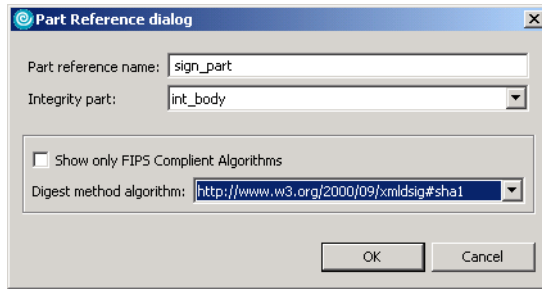 Part Reference dialog
Part reference name: sign_part
Integrity part: int_body
Show only FIPS Complient Algorithms
Digest method algorithm: http://www.w3.org/2000/09/xmldsig#sha1
OK Cancel